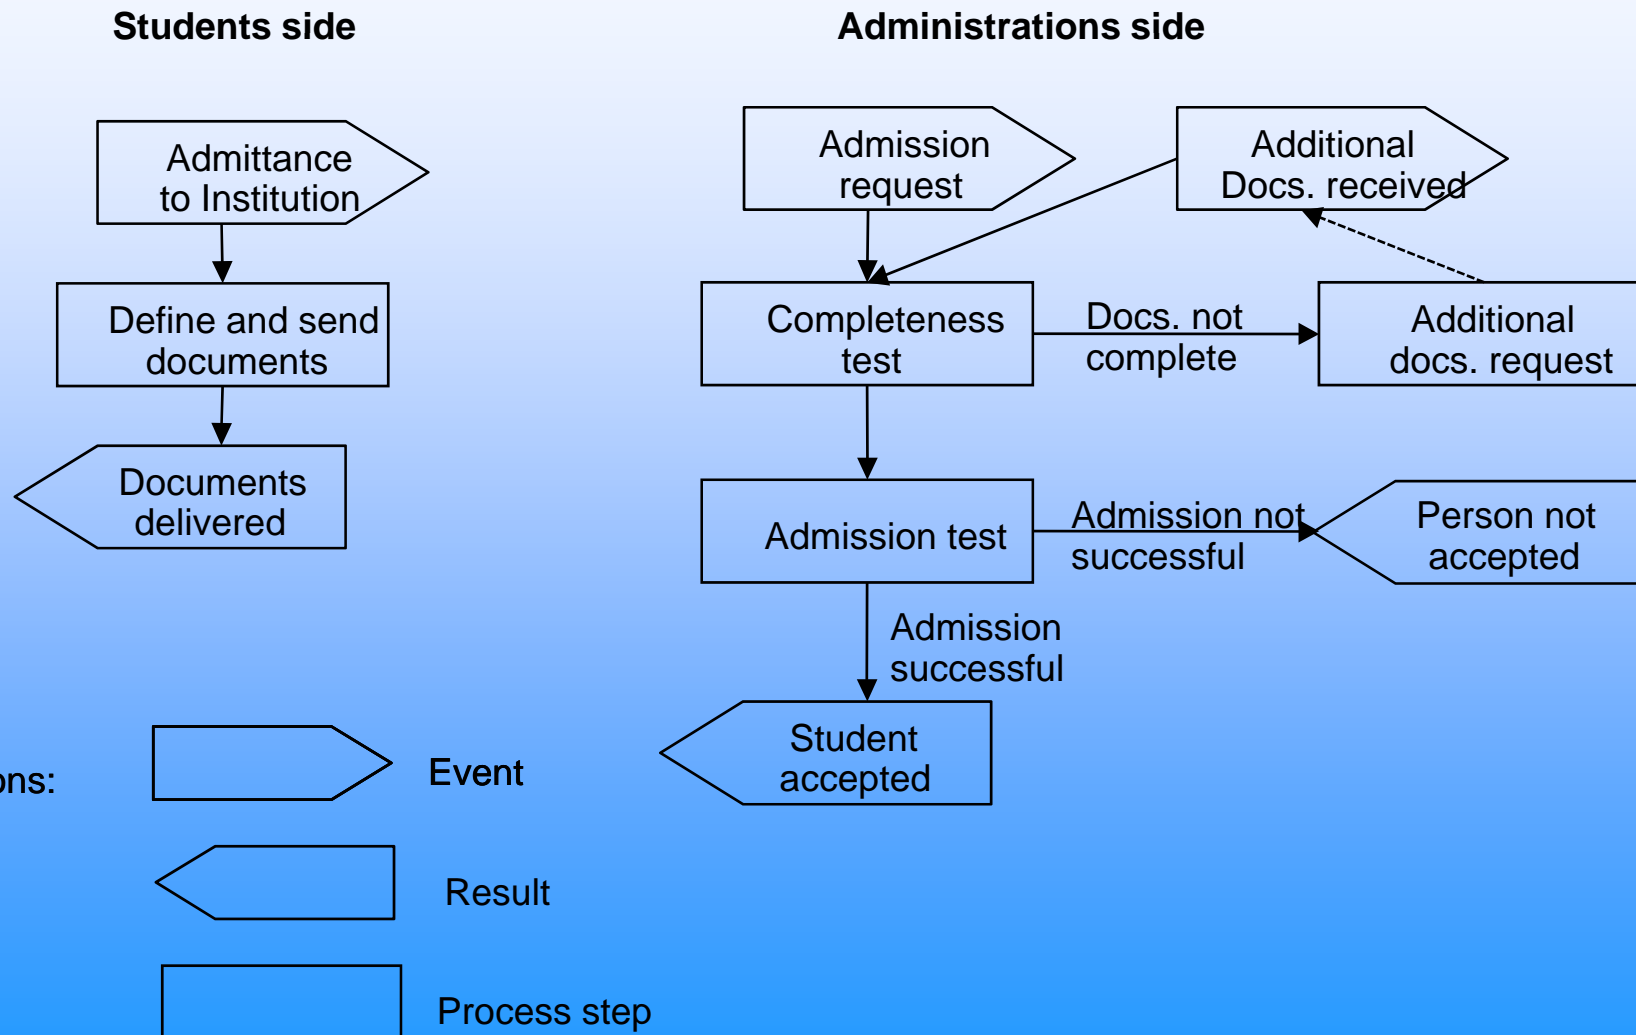 Students side
Administrations side
Admittance
to Institution
Admission
request
Additional
Docs. received
Define and send
documents
Completeness
test
Docs. not
complete
Additional
docs. request
Documents
delivered
Admission test
Admission not
successful
Person not
accepted
Admission
successful
Student
accepted
ons:
Event
Result
Process step